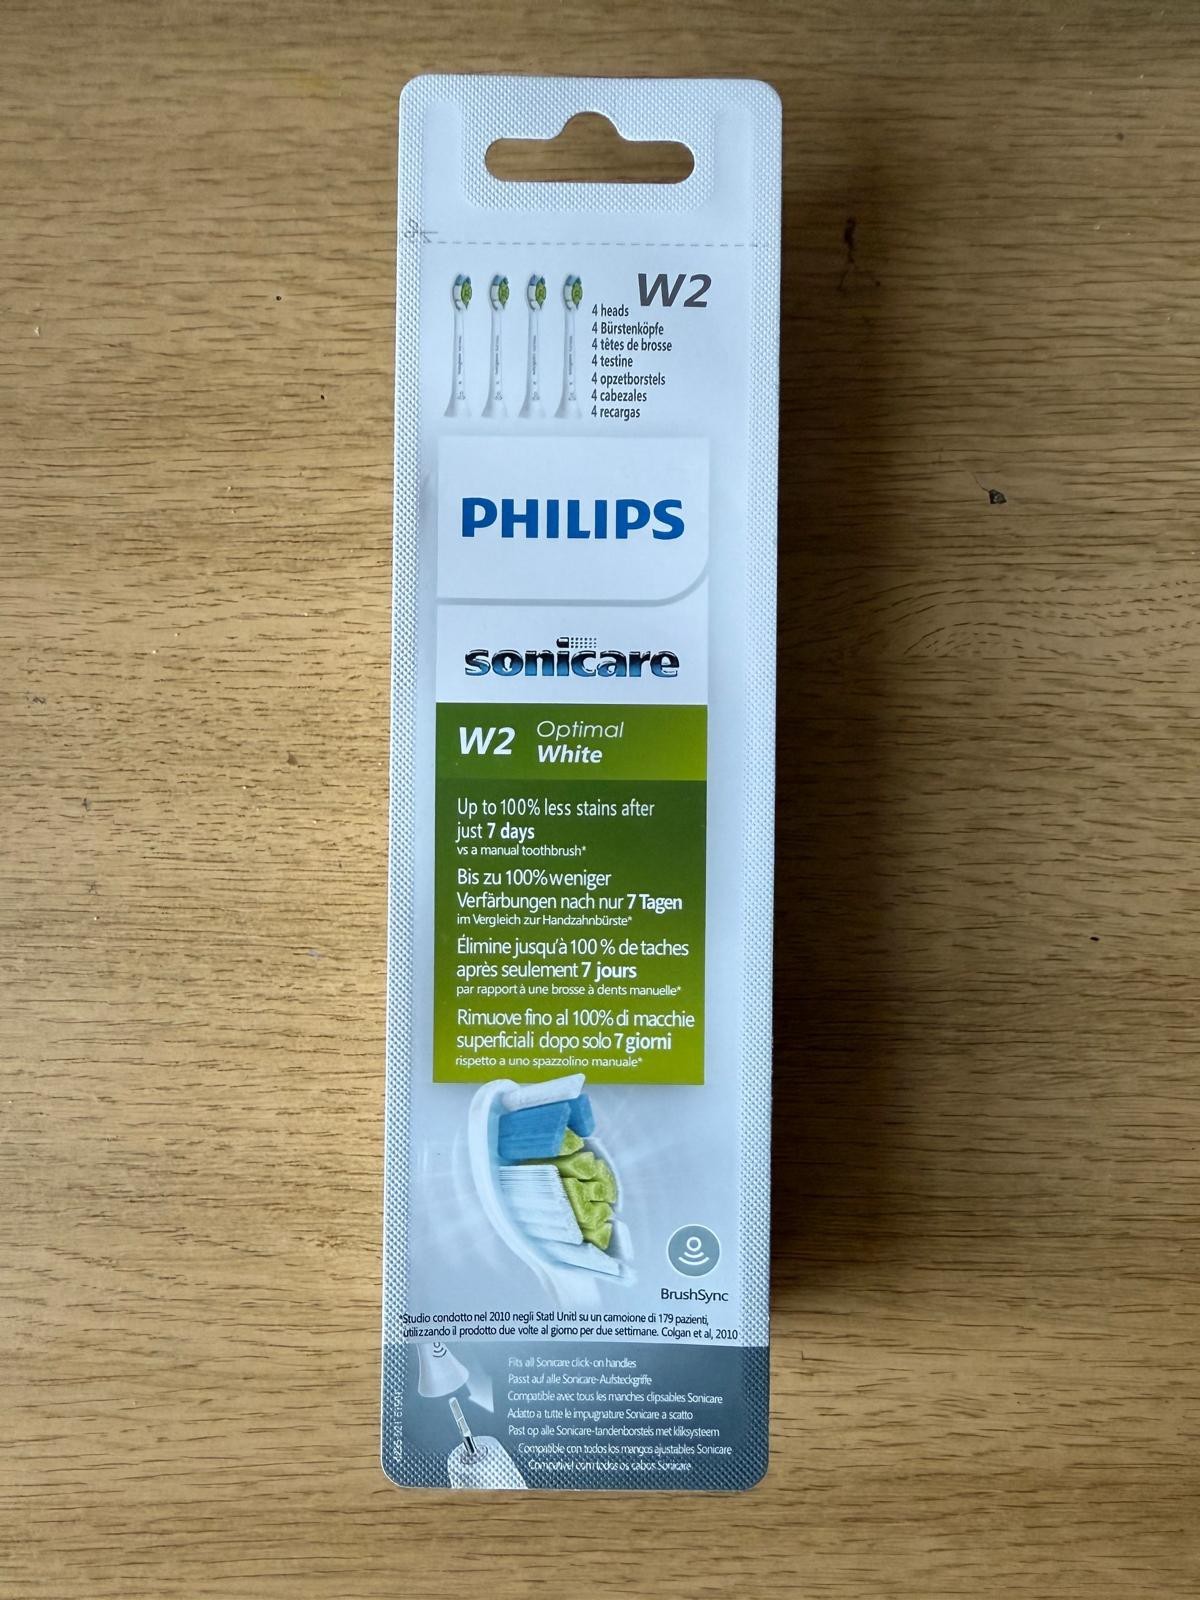 W2
4 heads
4 Bürstenköpfe
4 têtes de brosse
4 testine
4 opzetborstels
4 cabezales
4 recargas
PHILIPS
sonicare
W2 Optimal
White
Up to 100% less stains after
just 7 days
vs a manual toothbrush*
Bis zu 100% weniger
Verfärbungen nach nur 7 Tagen
im Vergleich zur Handzahnbürste*
Élimine jusqu'à 100 % de taches
après seulement 7 jours
par rapport à une brosse à dents manuelle*
Rimuove fino al 100% di macchie
superficiali dopo solo 7 giorni
rispetto a uno spazzolino manuale*
BrushSync
*Studio condotto nel 2010 negli Stati Uniti su un camoione di 179 pazienti,
utilizzando il prodotto due volte al giorno per due settimane. Colgan et al, 2010
Fits all Sonicare click-on handles
Passt auf alle Sonicare-Aufsteckgriffe
Compatible avec tous les manches clipsables Sonicare
Adatto a tutte le impugnature Sonicare a scatto
Past op alle Sonicare-tandenborstels met kliksysteem
Compatible con todos los mangos ajustables Sonicare
Compatível com todos os cabos Sonicare